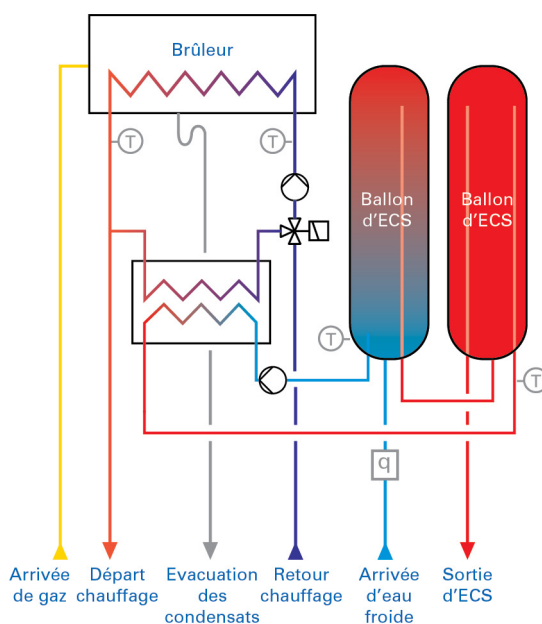 Brûleur
T
T
Ballon
d'ECS
Ballon
d'ECS
T
T
q
Arrivée
de gaz
Départ
chauffage
Evacuation
des
condensats
Retour
chauffage
Arrivée
d'eau
froide
Sortie
d'ECS